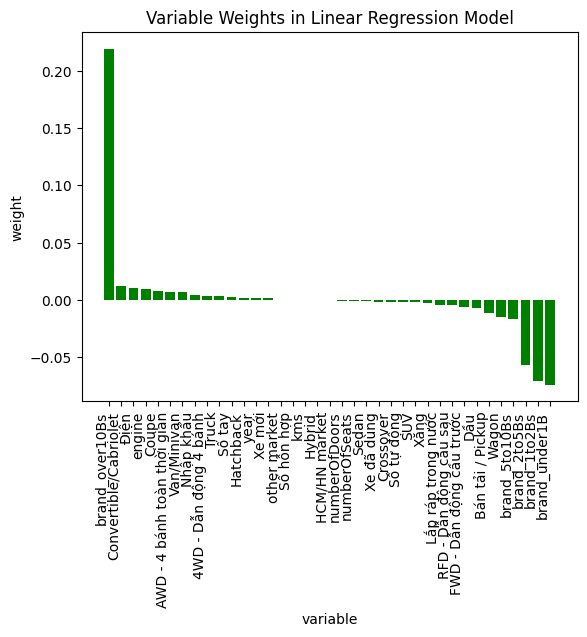 Variable Weights in Linear Regression Model
weight
0.20
0.15
0.10
0.05
0.00
−0.05
brand_over10Bs
Convertible/Cabriolet
Điện
engine
Coupe
AWD - 4 bánh toàn thời gian
Van/Minivan
Nhập khẩu
4WD - Dẫn động 4 bánh
Truck
Số tay
Hatchback
year
Xe mới
other market
Số hỗn hợp
kms
Hybrid
HCM/HN market
numberOfDoors
numberOfSeats
Sedan
Xe đã dùng
Crossover
Số tự động
SUV
Xăng
Lắp ráp trong nước
RFD - Dẫn động cầu sau
FWD - Dẫn động cầu trước
Dầu
Bán tải / Pickup
Wagon
brand_5to10Bs
brand_2to5Bs
brand_1to2Bs
brand_under1B
variable